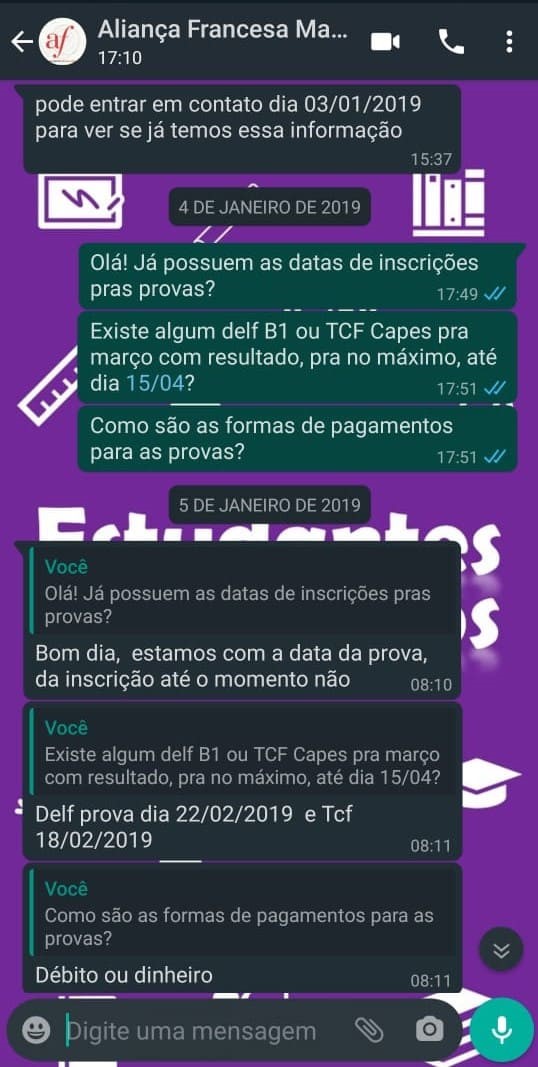 af
Aliança Francesa Ma...
17:10
pode entrar em contato dia 03/01/2019
para ver se já temos essa informação
15:37
4 DE JANEIRO DE 2019
Olá! Já possuem as datas de inscrições
pras provas?
17:49
Existe algum delf B1 ou TCF Capes pra
março com resultado, pra no máximo, até
dia 15/04?
17:51
Como são as formas de pagamentos
para as provas?
17:51
5 DE JANEIRO DE 2019
Você
Olá! Já possuem as datas de inscrições pras
provas?
Bom dia, estamos com a data da prova,
da inscrição até o momento não
08:10
Você
Existe algum delf B1 ou TCF Capes pra março
com resultado, pra no máximo, até dia 15/04?
Delf prova dia 22/02/2019 e Tcf
18/02/2019
08:11
Você
Como são as formas de pagamentos para as
provas?
Débito ou dinheiro
08:11
Digite uma mensagem